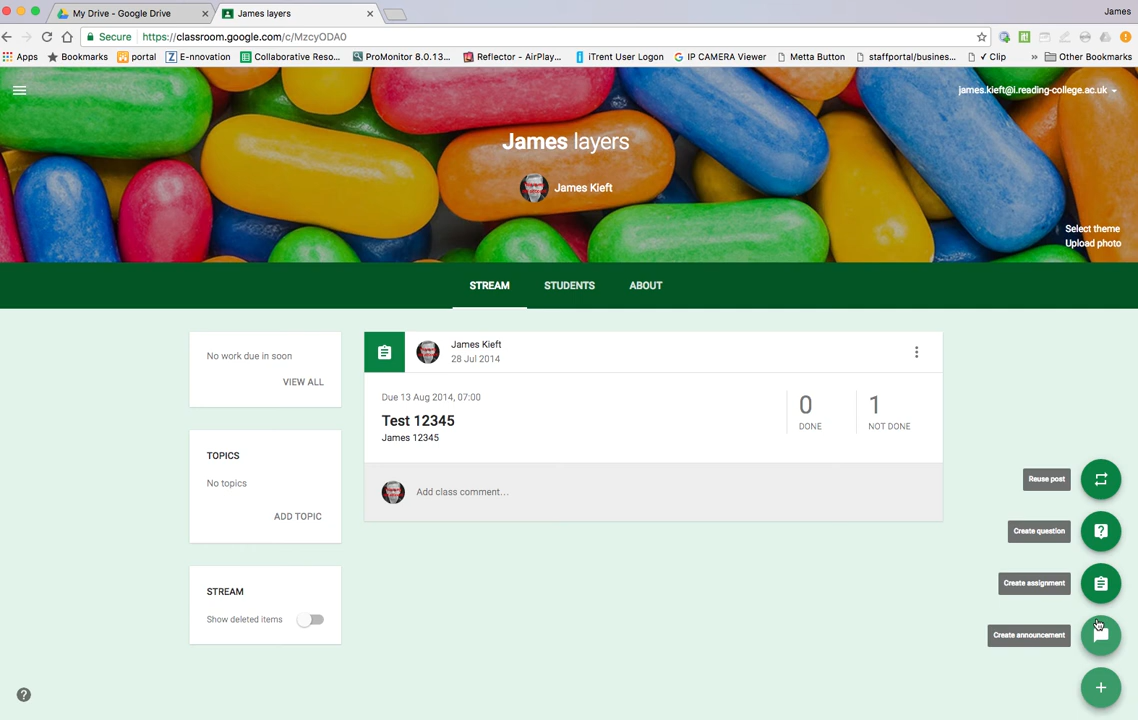 My Drive - Google Drive
James layers
James
Secure
https://classroom.google.com/c/MzcyODA0
Apps
Bookmarks
portal
E-nnovation
Collaborative Reso...
ProMonitor 8.0.13...
Reflector - AirPlay...
iTrent User Logon
IP CAMERA Viewer
Metta Button
staffportal/busines...
✓ Clip
»
Other Bookmarks
james.kieft@i.reading-college.ac.uk
James layers
James Kieft
Select theme
Upload photo
STREAM
STUDENTS
ABOUT
No work due in soon
VIEW ALL
James Kieft
28 Jul 2014
Due 13 Aug 2014, 07:00
Test 12345
James 12345
0
DONE
1
NOT DONE
Add class comment...
TOPICS
No topics
ADD TOPIC
STREAM
Show deleted items
Reuse post
Create question
Create assignment
Create announcement